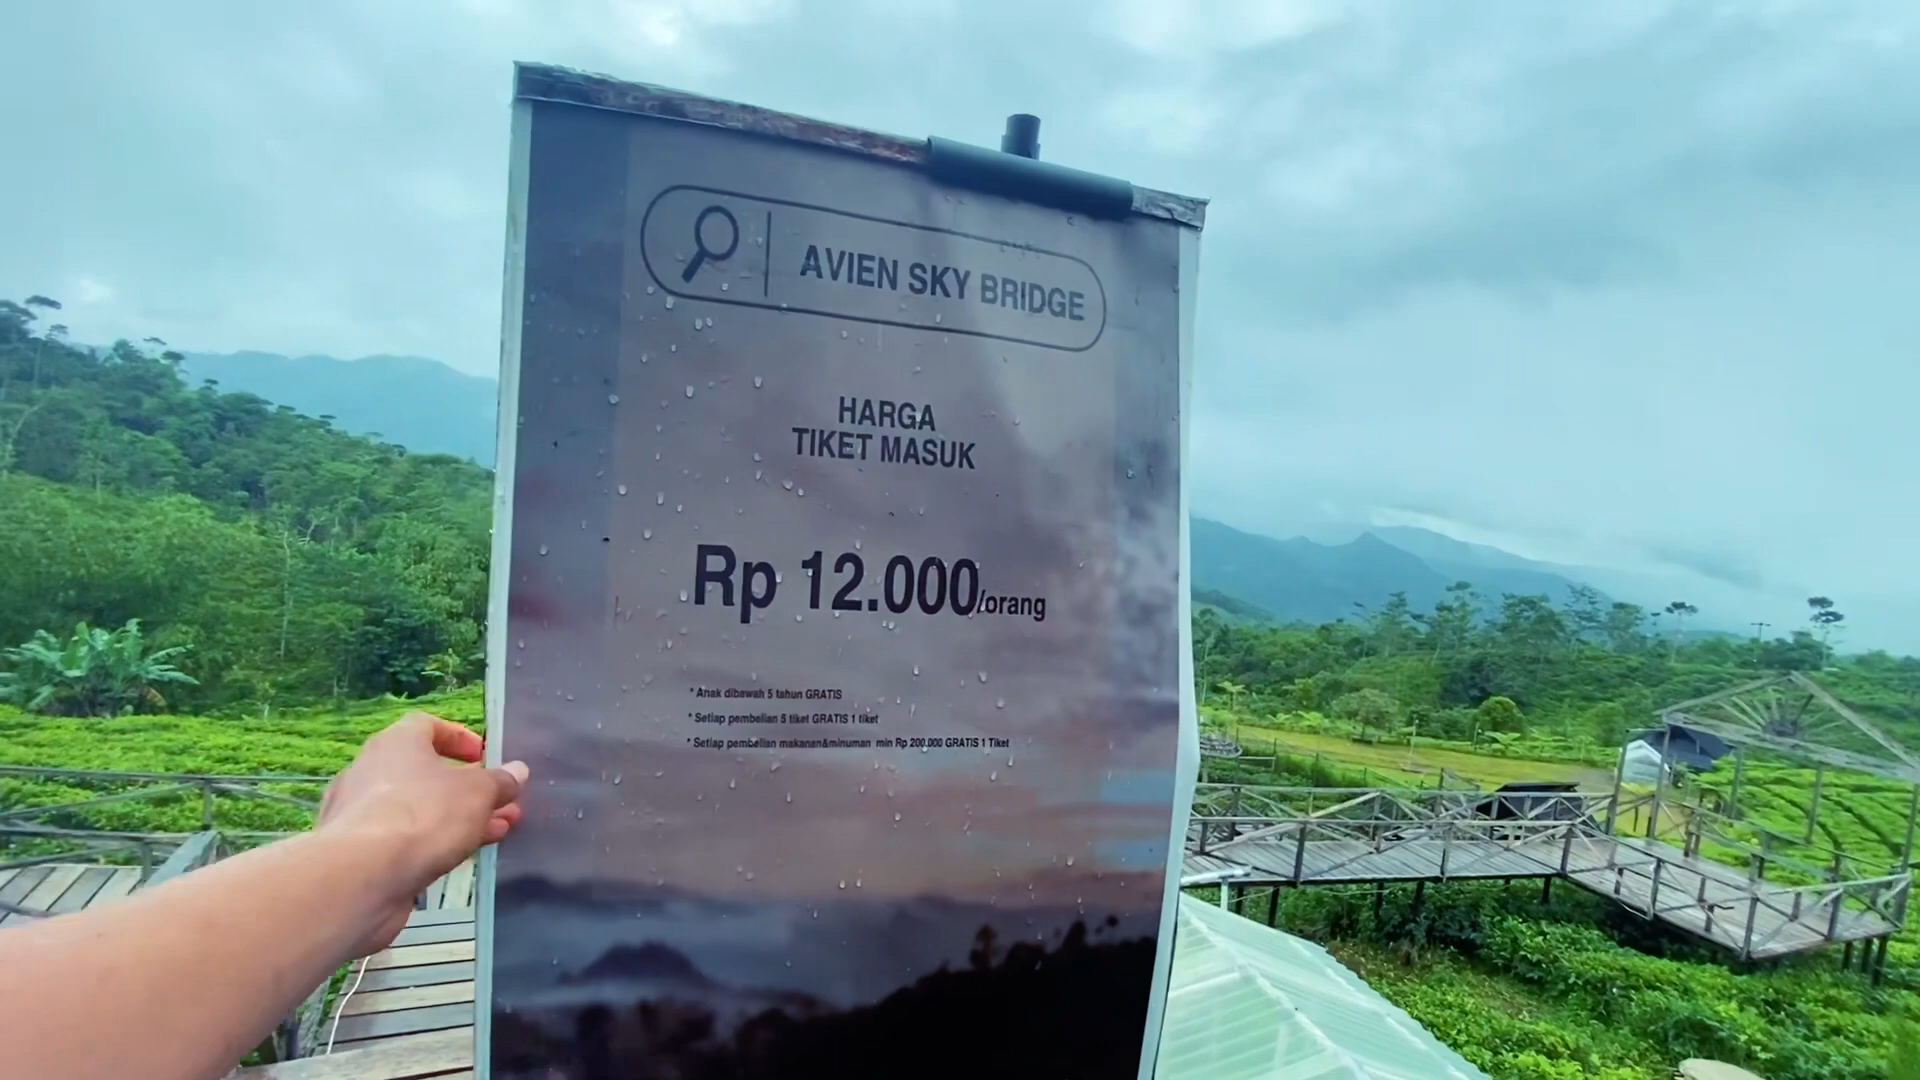 AVIEN SKY BRIDGE
HARGA
TIKET MASUK
Rp 12.000/orang
* Anak dibawah 5 tahun GRATIS
* Setiap pembelian 5 tiket GRATIS 1 tiket
* Setiap pembelian makanan&minuman min Rp 200.000 GRATIS 1 Tiket